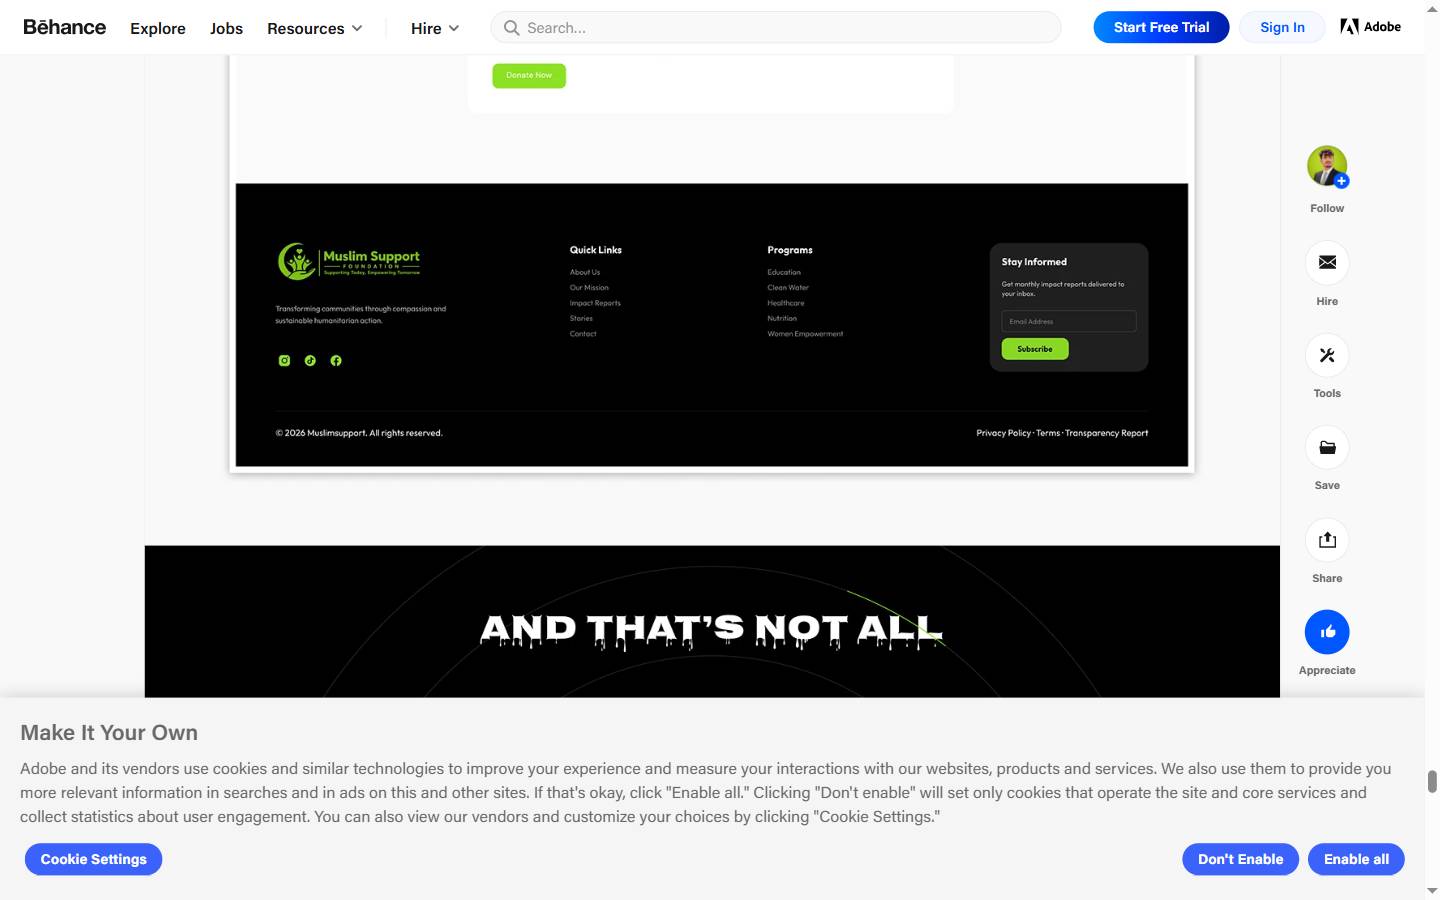 Bēhance
Explore
Jobs
Resources
Hire
Search...
Start Free Trial
Sign In
Adobe
Donate Now
Muslim Support
FOUNDATION
Supporting Today, Empowering Tomorrow
Transforming communities through compassion and
sustainable humanitarian action.
Quick Links
About Us
Our Mission
Impact Reports
Stories
Contact
Programs
Education
Clean Water
Healthcare
Nutrition
Women Empowerment
Stay Informed
Get monthly impact reports delivered to
your inbox.
Email Address
Subscribe
© 2026 Muslimsupport. All rights reserved.
Privacy Policy · Terms · Transparency Report
AND THAT'S NOT ALL
Follow
Hire
Tools
Save
Share
Appreciate
Make It Your Own
Adobe and its vendors use cookies and similar technologies to improve your experience and measure your interactions with our websites, products and services. We also use them to provide you
more relevant information in searches and in ads on this and other sites. If that's okay, click "Enable all." Clicking "Don't enable" will set only cookies that operate the site and core services and
collect statistics about user engagement. You can also view our vendors and customize your choices by clicking "Cookie Settings."
Cookie Settings
Don't Enable
Enable all